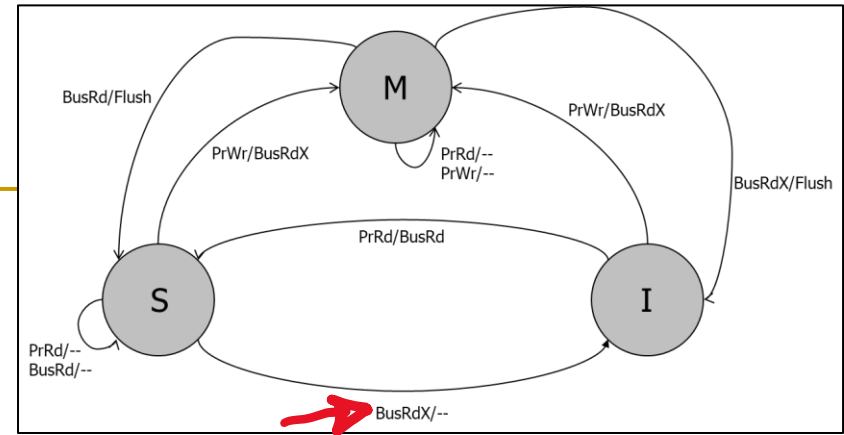 M
BusRd/Flush
PrWr/BusRdX
PrWr/BusRdX
PrRd/--
PrWr/--
BusRdX/Flush
PrRd/BusRd
S
I
PrRd/--
BusRd/--
BusRdX/--